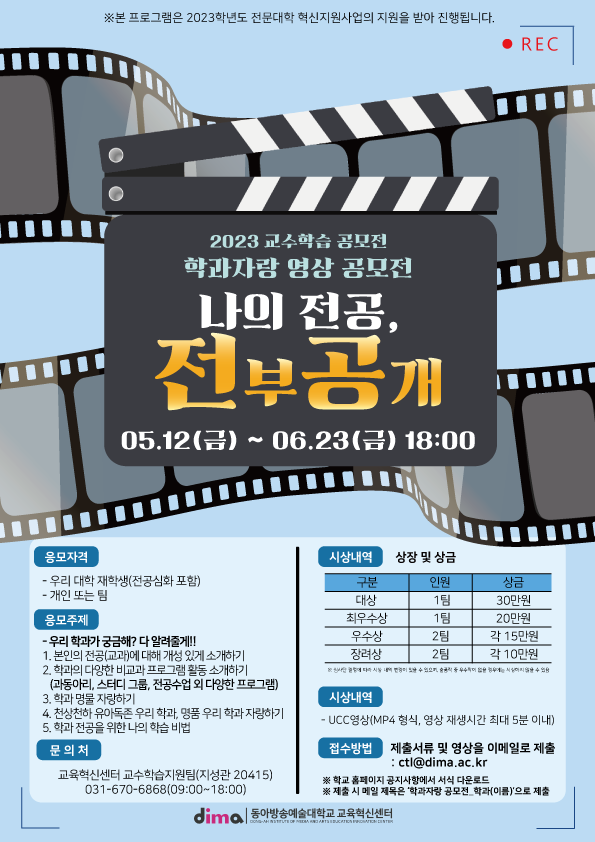 ※본 프로그램은 2023학년도 전문대학 혁신지원사업의 지원을 받아 진행됩니다.
REC
2023 교수학습 공모전
학과자랑 영상 공모전
나의 전공,
전부공개
05.12(금) ~ 06.23(금) 18:00
응모자격
- 우리 대학 재학생(전공심화 포함)
- 개인 또는 팀
응모주제
- 우리 학과가 궁금해? 다 알려줄게!!
1. 본인의 전공(교과)에 대해 개성 있게 소개하기
2. 학과의 다양한 비교과 프로그램 활동 소개하기
(과동아리, 스터디 그룹, 전공수업 외 다양한 프로그램)
3. 학과 명물 자랑하기
4. 천상천하 유아독존 우리 학과, 명품 우리 학과 자랑하기
5. 학과 전공을 위한 나의 학습 비법
문 의 처
교육혁신센터 교수학습지원팀(지성관 20415)
031-670-6868(09:00~18:00)
시상내역 상장 및 상금
구분 인원 상금
대상 1팀 30만원
최우수상 1팀 20만원
우수상 2팀 각 15만원
장려상 2팀 각 10만원
시상내역
- UCC영상(MP4 형식, 영상 재생시간 최대 5분 이내)
접수방법 제출서류 및 영상을 이메일로 제출
: ctl@dima.ac.kr
※ 학교 홈페이지 공지사항에서 서식 다운로드
※ 제출 시 메일 제목은 '학과자랑 공모전_학과(이름)'으로 제출
dima 동아방송예술대학교 교육혁신센터
DONG-AH INSTITUTE OF MEDIA AND ARTS EDUCATION INNOVATION CENTER